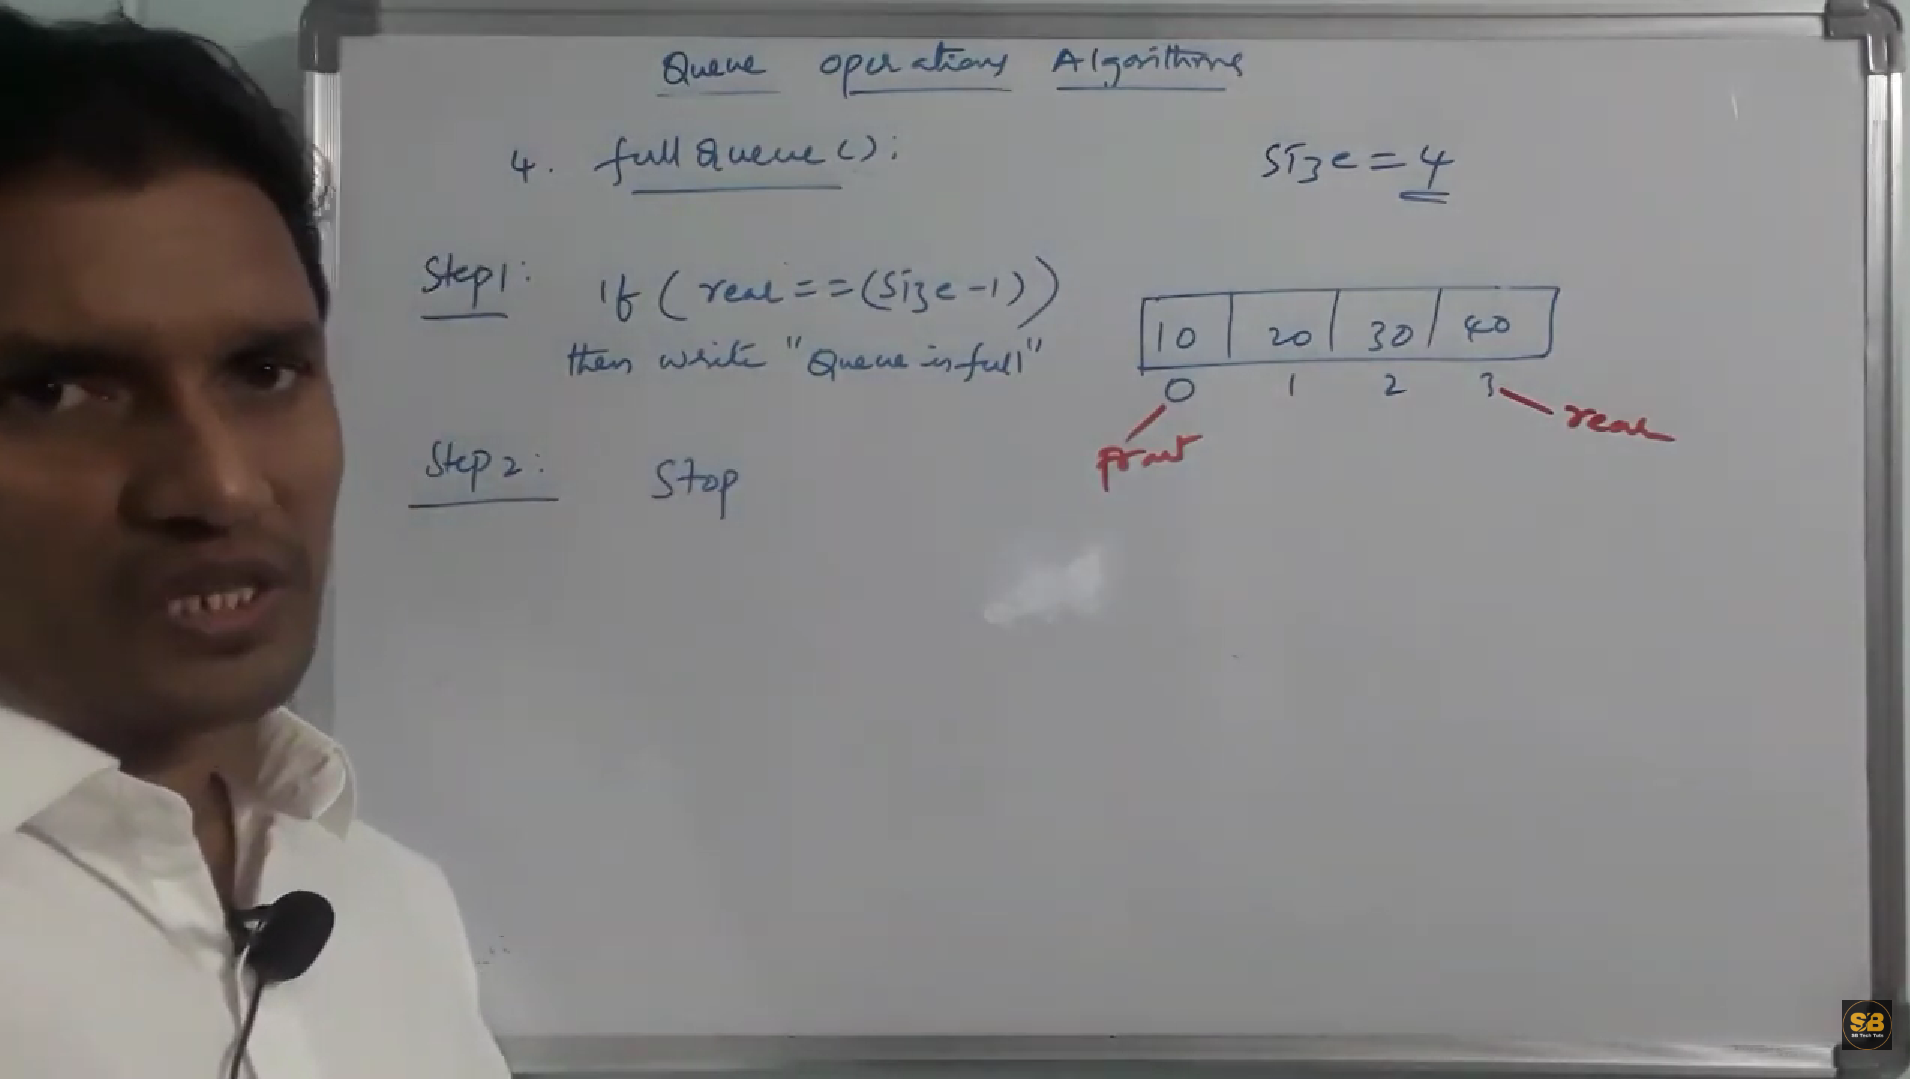 Queue operations Algorithms
4. fullQueue():
size = 4
Step1: if (rear == (size-1))
then write "Queue is full"
10 20 30 40
0 1 2 3
front
rear
Step 2: Stop
SB
SB Tech Tuts